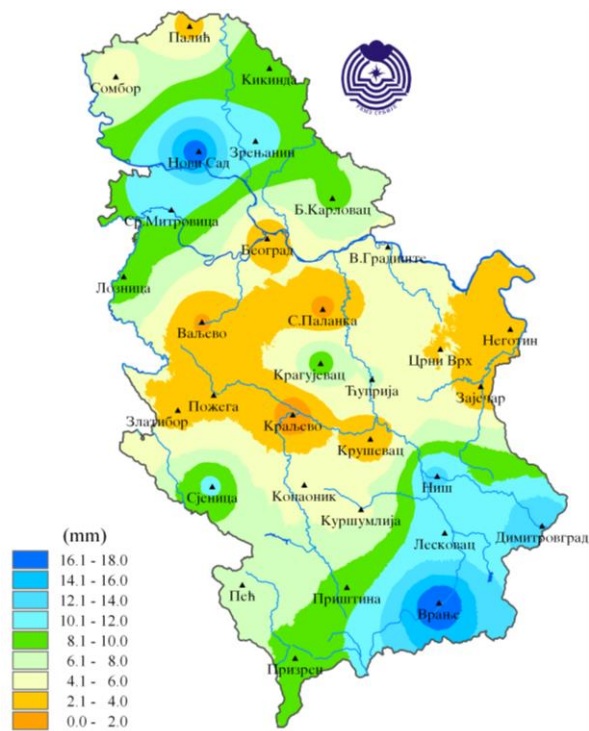 Палић
Сомбор
Кикинда
Зрењанин
Нови Сад
Б.Карловац
Ср.Митровица
Београд
В.Градиште
Лозница
С.Паланка
Ваљево
Неготин
Црни Врх
Крагујевац
Ћуприја
Зајечар
Пожега
Златибор
Краљево
Крушевац
Ниш
Сјеница
Копаоник
Куршумлија
Димитровград
Лесковац
(mm)
16.1 - 18.0
14.1 - 16.0
12.1 - 14.0
10.1 - 12.0
8.1 - 10.0
6.1 - 8.0
4.1 - 6.0
2.1 - 4.0
0.0 - 2.0
Пећ
Приштина
Врање
Призрен